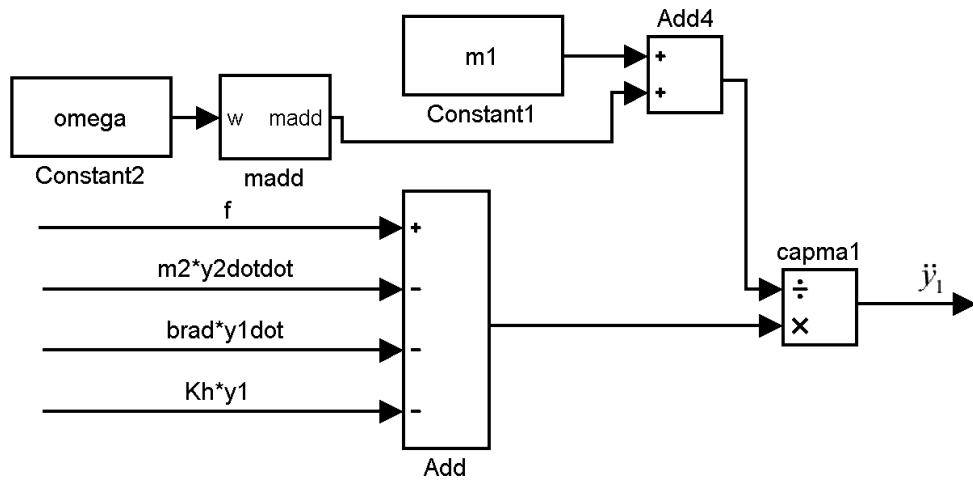 Add4
m1
+
+
Constant1
omega
w madd
Constant2
madd
f
+
m2*y2dotdot
-
brad*y1dot
-
Kh*y1
-
Add
capma1
÷
×
ÿ₁